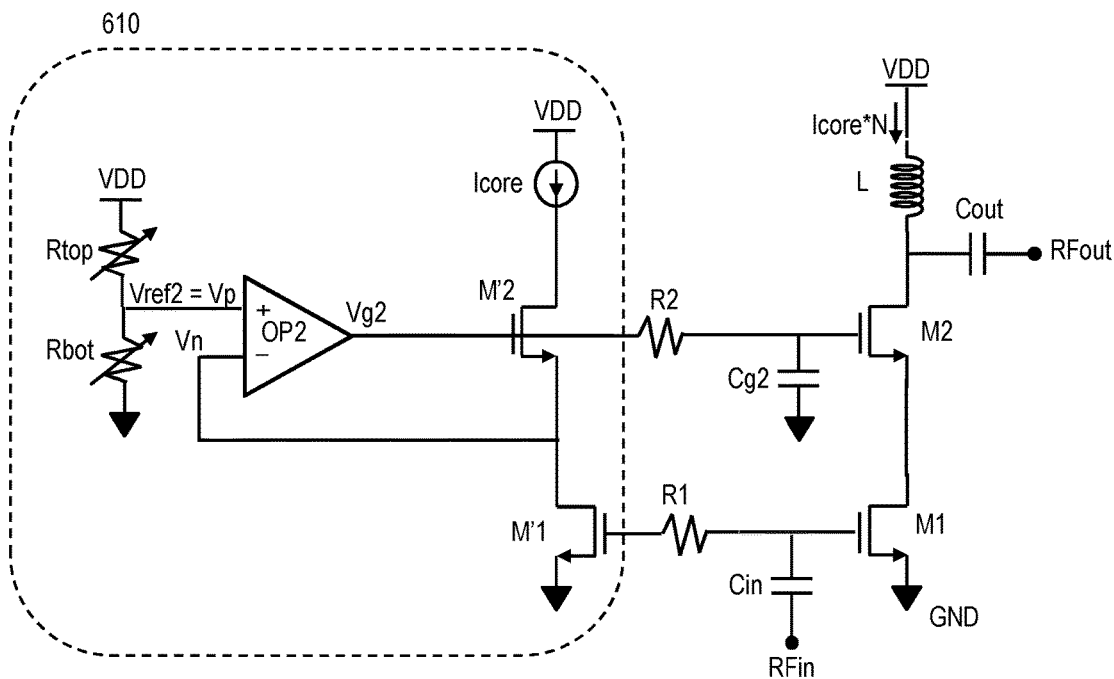 610
VDD
VDD
VDD
Icore*N
Icore
L
Cout
RFout
Rtop
Vref2 = Vp
+
OP2
Vg2
M'2
R2
M2
Rbot
Vn
−
Cg2
M'1
R1
M1
Cin
GND
RFin